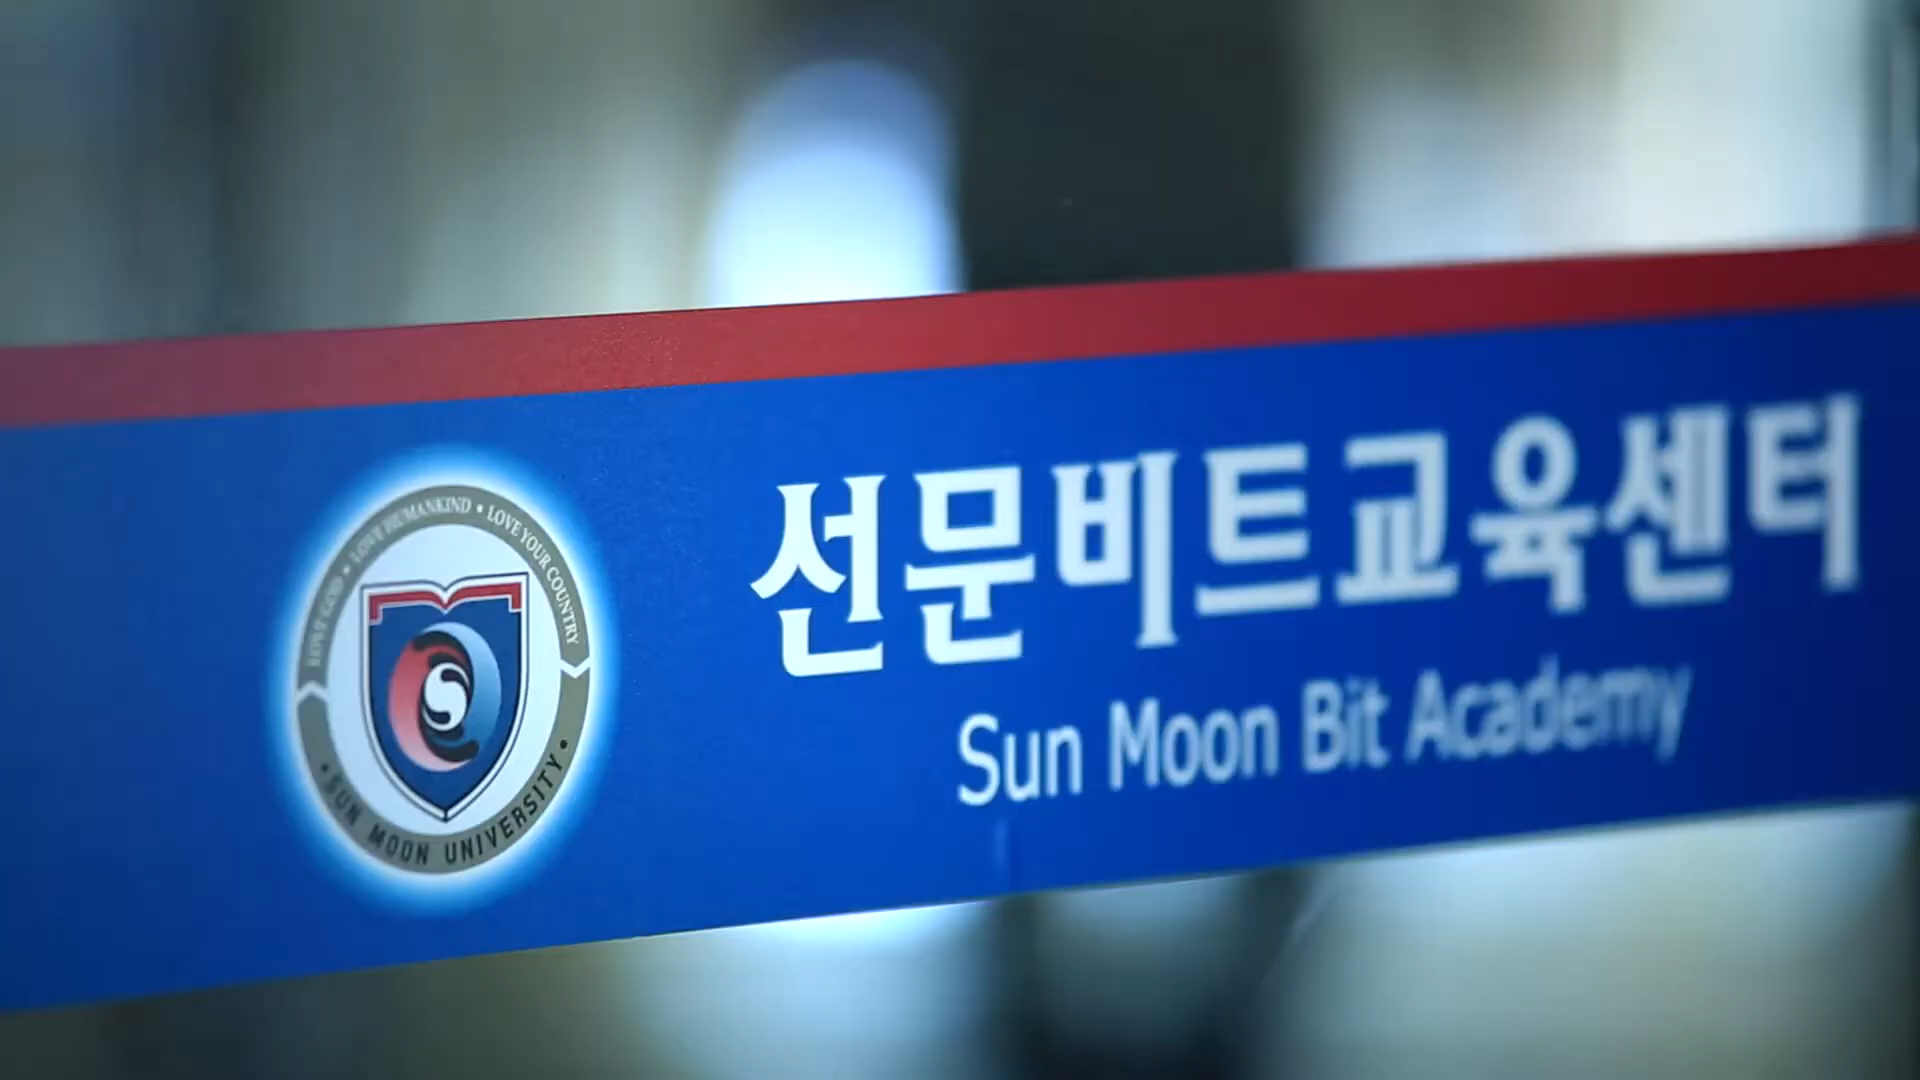 LOVE GOD • LOVE HUMANKIND • LOVE YOUR COUNTRY
• SUN MOON UNIVERSITY •
선문비트교육센터
Sun Moon Bit Academy